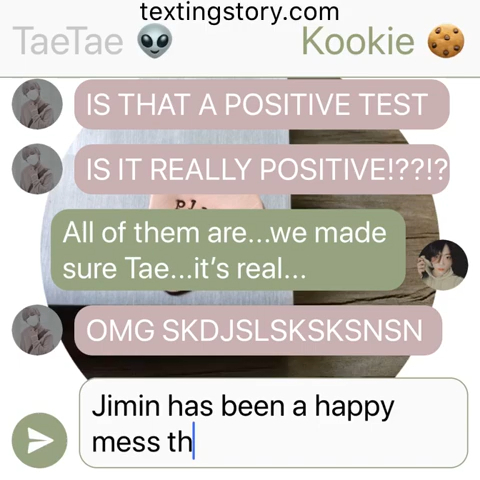 textingstory.com
TaeTae 👽 Kookie 🍪
IS THAT A POSITIVE TEST
IS IT REALLY POSITIVE!??!?
All of them are...we made
sure Tae...it's real...
OMG SKDJSLSKSKSNSN
Jimin has been a happy
mess th